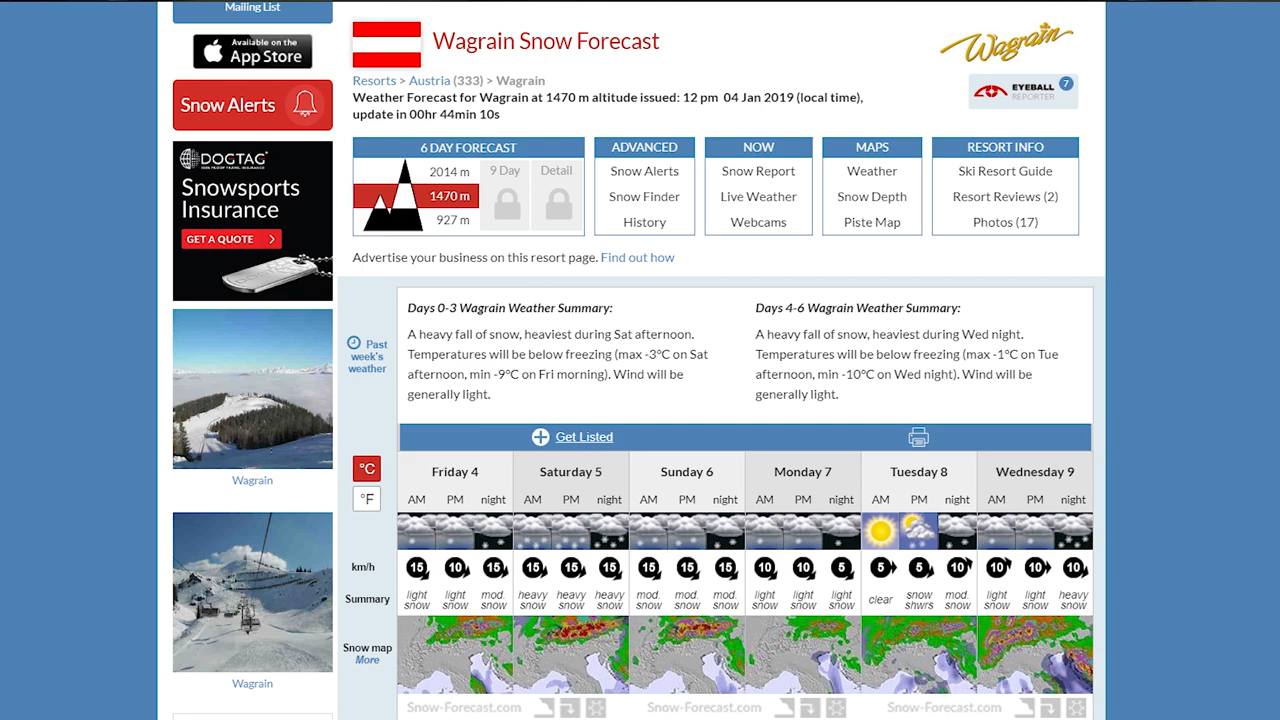 Mailing List
Available on the
App Store
Snow Alerts
DOGTAG
Snowsports
Insurance
GET A QUOTE
Wagrain
Wagrain
Wagrain Snow Forecast
Wagrain
Resorts > Austria (333) > Wagrain
EYEBALL
REPORTER
7
Weather Forecast for Wagrain at 1470 m altitude issued: 12 pm 04 Jan 2019 (local time),
update in 00hr 44min 10s
6 DAY FORECAST
2014 m
1470 m
927 m
9 Day
Detail
ADVANCED
Snow Alerts
Snow Finder
History
NOW
Snow Report
Live Weather
Webcams
MAPS
Weather
Snow Depth
Piste Map
RESORT INFO
Ski Resort Guide
Resort Reviews (2)
Photos (17)
Advertise your business on this resort page. Find out how
Past
week's
weather
Days 0-3 Wagrain Weather Summary:
A heavy fall of snow, heaviest during Sat afternoon.
Temperatures will be below freezing (max -3°C on Sat
afternoon, min -9°C on Fri morning). Wind will be
generally light.
Days 4-6 Wagrain Weather Summary:
A heavy fall of snow, heaviest during Wed night.
Temperatures will be below freezing (max -1°C on Tue
afternoon, min -10°C on Wed night). Wind will be
generally light.
Get Listed
°C
°F
Friday 4 Saturday 5 Sunday 6 Monday 7 Tuesday 8 Wednesday 9
AM PM night AM PM night AM PM night AM PM night AM PM night AM PM night
km/h 15 10 15 15 15 15 15 15 15 10 10 5 5 5 10 10 10 10
Summary light snow light snow mod. snow heavy snow heavy snow heavy snow mod. snow mod. snow mod. snow light snow light snow light snow clear snow shwrs mod. snow light snow light snow heavy snow
Snow map
More
Snow-Forecast.com Snow-Forecast.com Snow-Forecast.com